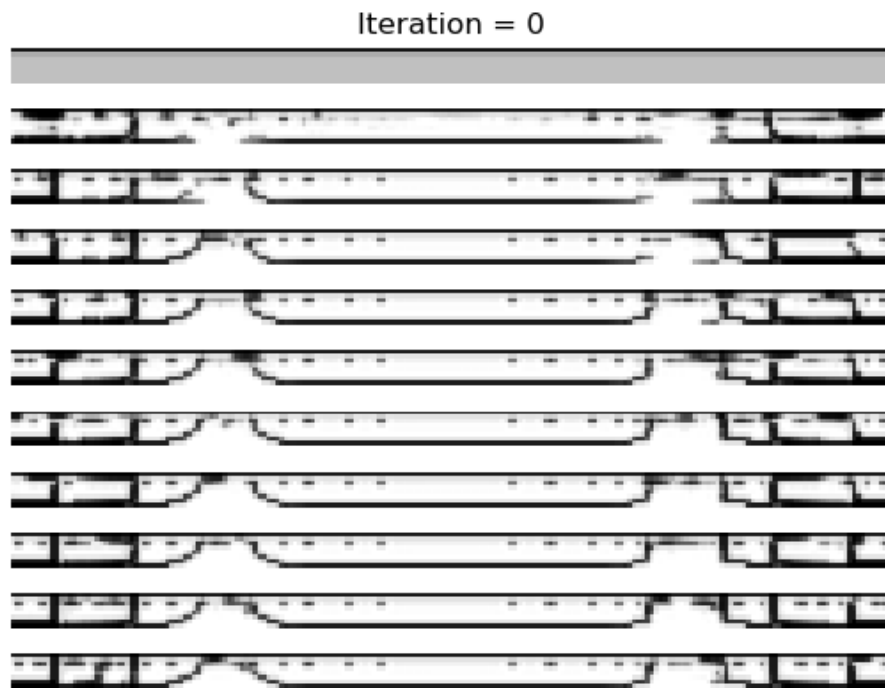 Iteration = 0